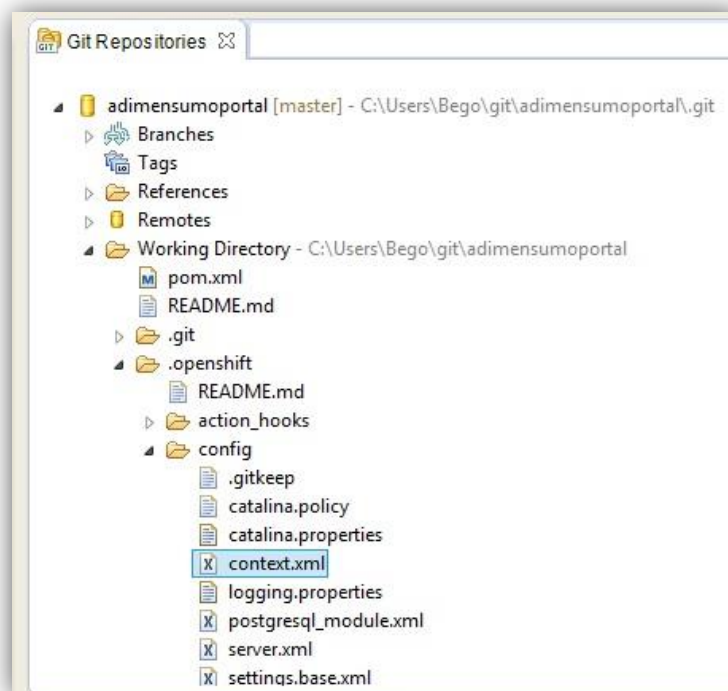 Git Repositories
adimensumoportal [master] - C:\Users\Bego\git\adimensumoportal\.git
Branches
Tags
References
Remotes
Working Directory - C:\Users\Bego\git\adimensumoportal
pom.xml
README.md
.git
.openshift
README.md
action_hooks
config
.gitkeep
catalina.policy
catalina.properties
context.xml
logging.properties
postgresql_module.xml
server.xml
settings.base.xml